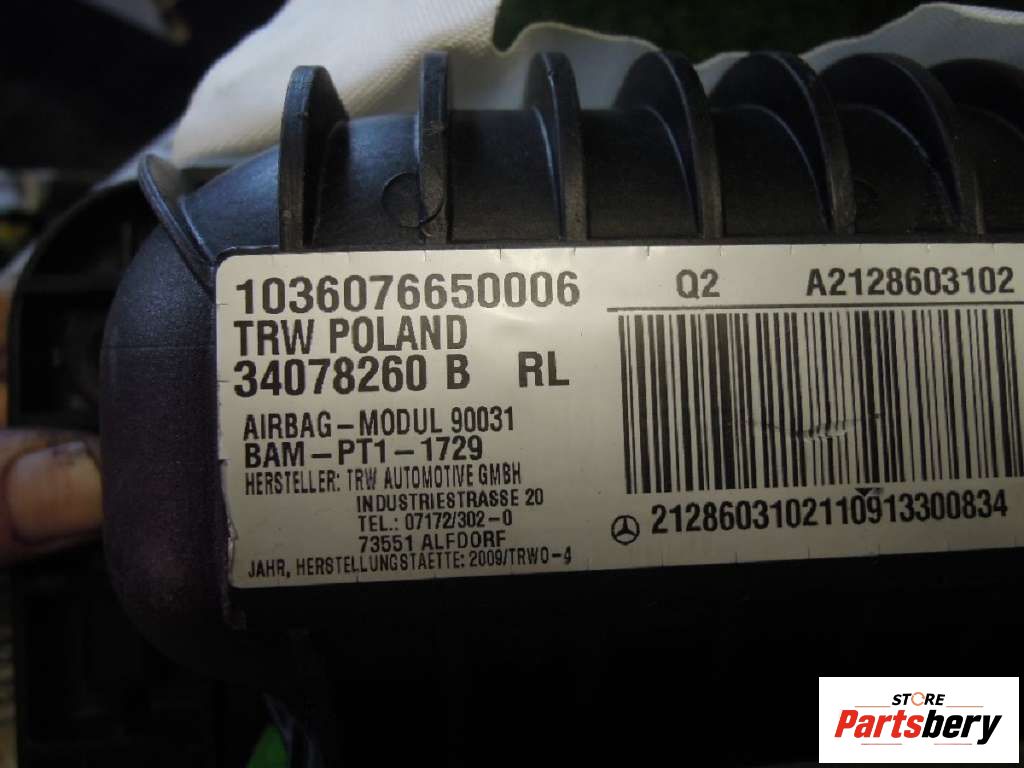 1036076650006 Q2 A2128603102
TRW POLAND
34078260 B RL
AIRBAG-MODUL 90031
BAM-PT1-1729
HERSTELLER: TRW AUTOMOTIVE GMBH
INDUSTRIESTRASSE 20
TEL.: 07172/302-0
73551 ALFDORF
JAHR, HERSTELLUNGSTAETTE: 2009/TRWO-4
2128603102110913300834
STORE
Partsbery